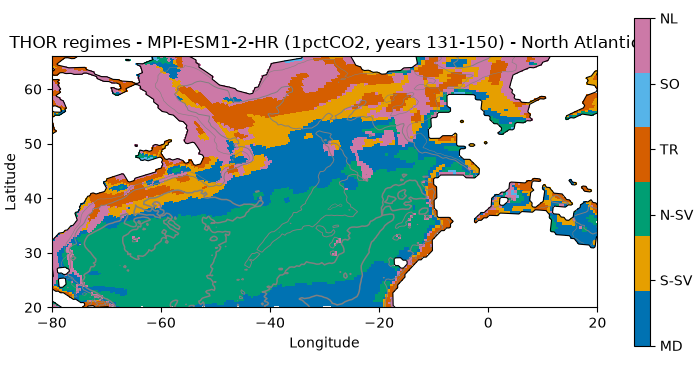 THOR regimes - MPI-ESM1-2-HR (1pctCO2, years 131-150) - North Atlantic
NL
SO
TR
N-SV
S-SV
MD
60
50
40
30
20
Latitude
−80
−60
−40
−20
0
20
Longitude